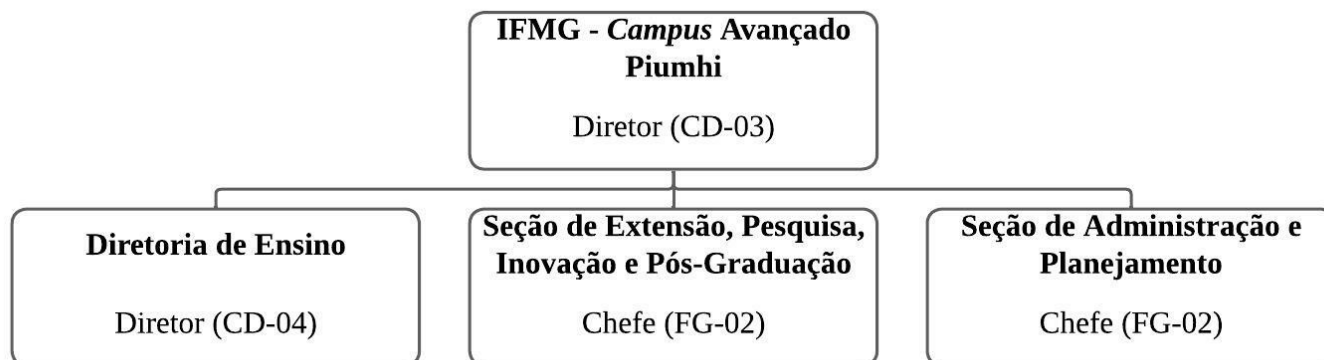 IFMG - Campus Avançado
Piumhi
Diretor (CD-03)
Diretoria de Ensino
Diretor (CD-04)
Seção de Extensão, Pesquisa,
Inovação e Pós-Graduação
Chefe (FG-02)
Seção de Administração e
Planejamento
Chefe (FG-02)